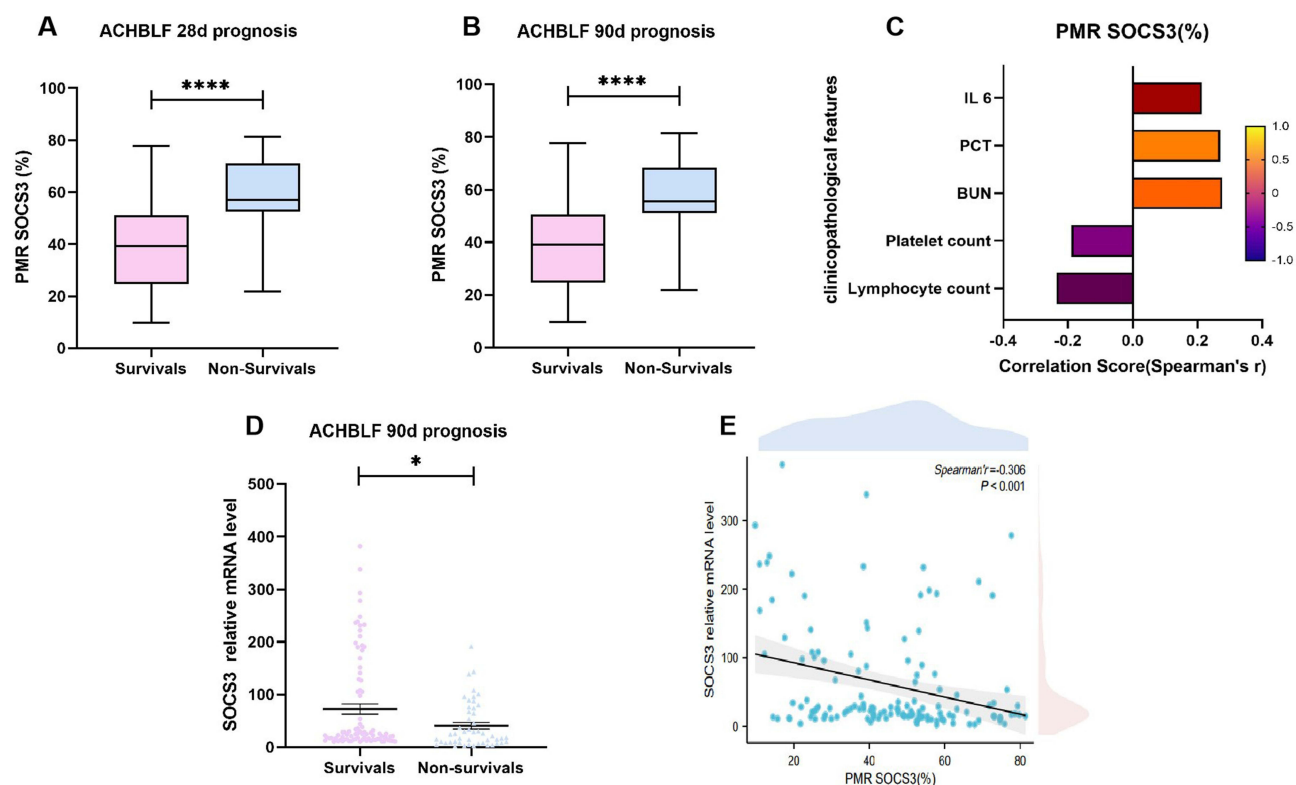 A
ACHBLF 28d prognosis
****
PMR SOCS3 (%)
100
80
60
40
20
0
Survivals
Non-Survivals
B
ACHBLF 90d prognosis
****
PMR SOCS3 (%)
100
80
60
40
20
0
Survivals
Non-Survivals
C
PMR SOCS3(%)
clinicopathological features
IL 6
PCT
BUN
Platelet count
Lymphocyte count
-0.4
-0.2
0.0
0.2
0.4
Correlation Score(Spearman's r)
1.0
0.5
0
-0.5
-1.0
D
ACHBLF 90d prognosis
*
SOCS3 relative mRNA level
500
400
300
200
100
0
Survivals
Non-survivals
E
Spearman'r=-0.306
P < 0.001
SOCS3 relative mRNA level
300
200
100
0
20
40
60
80
PMR SOCS3(%)